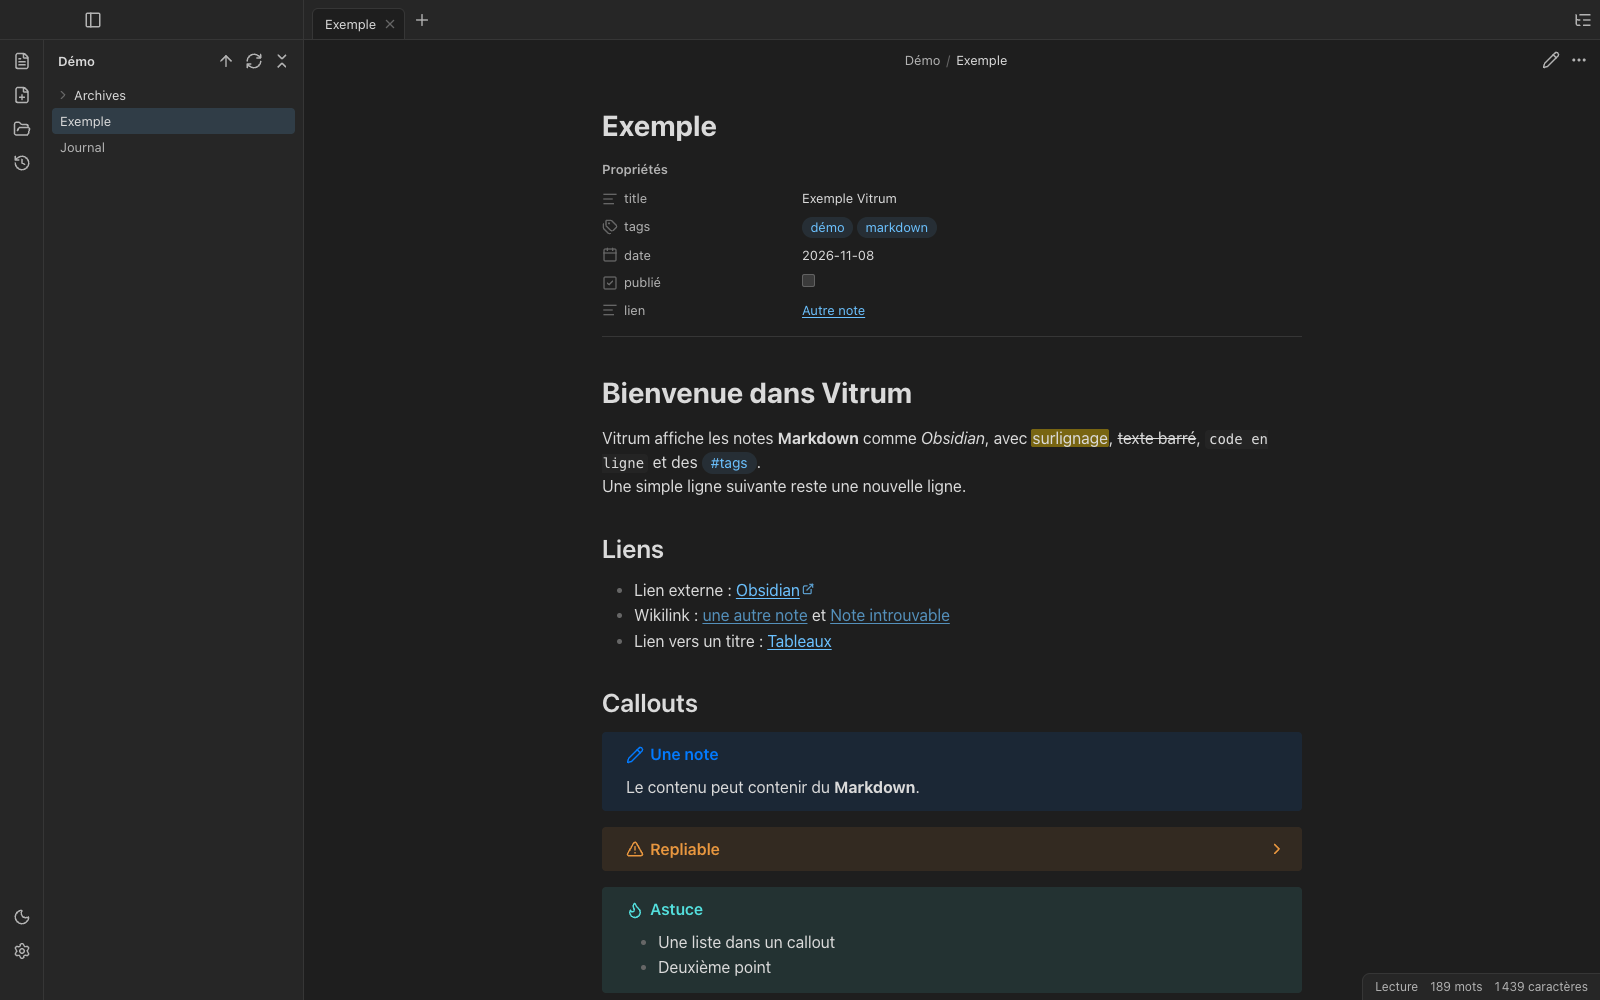 Exemple
Démo
Archives
Exemple
Journal
Démo / Exemple
Exemple
Propriétés
title Exemple Vitrum
tags démo markdown
date 2026-11-08
publié
lien Autre note
Bienvenue dans Vitrum
Vitrum affiche les notes Markdown comme Obsidian, avec surlignage, texte barré, code en
ligne et des #tags.
Une simple ligne suivante reste une nouvelle ligne.
Liens
Lien externe : Obsidian
Wikilink : une autre note et Note introuvable
Lien vers un titre : Tableaux
Callouts
Une note
Le contenu peut contenir du Markdown.
Repliable
Astuce
Une liste dans un callout
Deuxième point
Lecture 189 mots 1 439 caractères